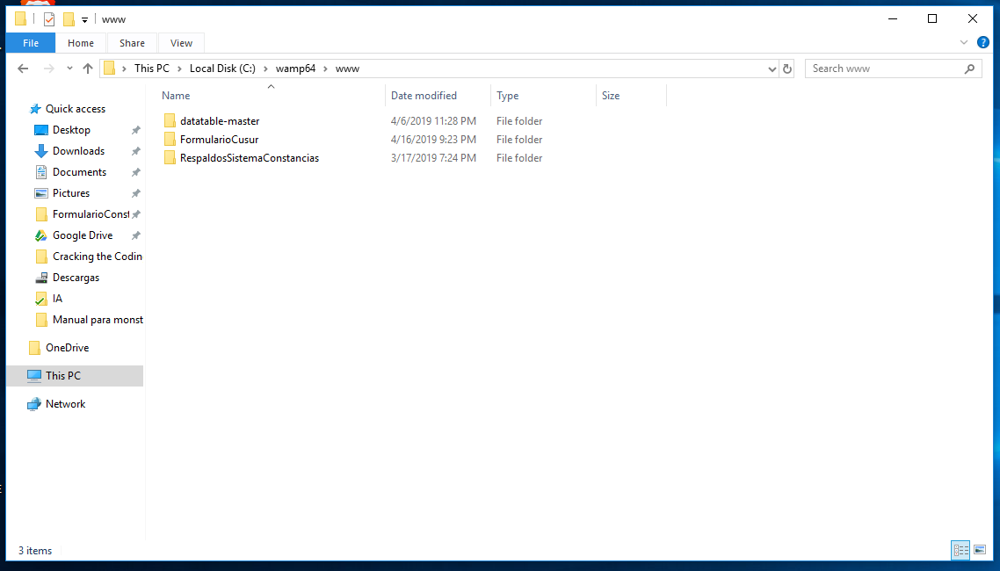 www
File Home Share View
This PC Local Disk (C:) wamp64 www
Search www
Name Date modified Type Size
datatable-master 4/6/2019 11:28 PM File folder
FormularioCusur 4/16/2019 9:23 PM File folder
RespaldosSistemaConstancias 3/17/2019 7:24 PM File folder
Quick access
Desktop
Downloads
Documents
Pictures
FormularioConst
Google Drive
Cracking the Codin
Descargas
IA
Manual para monst
OneDrive
This PC
Network
3 items